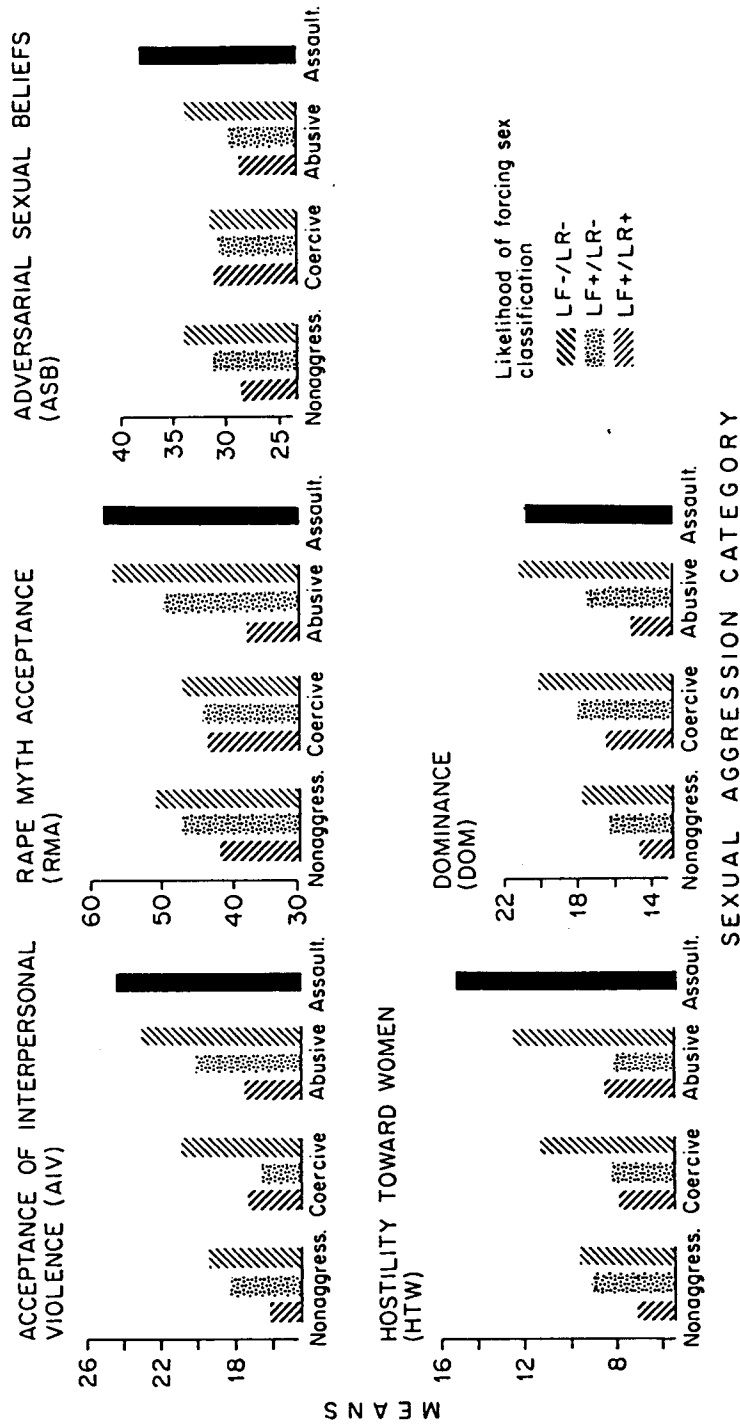 ACCEPTANCE OF INTERPERSONAL
VIOLENCE (AIV)
26
22
18
Nonaggress. Coercive Abusive Assault.
RAPE MYTH ACCEPTANCE
(RMA)
60
50
40
30
Nonaggress. Coercive Abusive Assault.
ADVERSARIAL SEXUAL BELIEFS
(ASB)
40
35
30
25
Nonaggress. Coercive Abusive Assault.
MEANS
HOSTILITY TOWARD WOMEN
(HTW)
16
12
8
Nonaggress. Coercive Abusive Assault.
DOMINANCE
(DOM)
22
18
14
Nonaggress. Coercive Abusive Assault.
Likelihood of forcing sex
classification
LF-/LR-
LF+/LR-
LF+/LR+
SEXUAL AGGRESSION CATEGORY